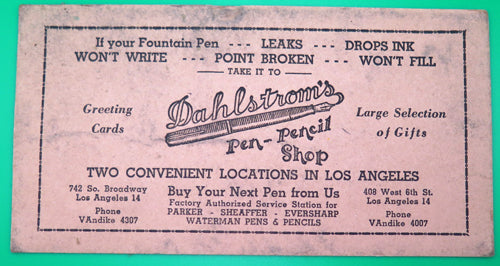 If your Fountain Pen --- LEAKS --- DROPS INK
WON'T WRITE --- POINT BROKEN --- WON'T FILL
— TAKE IT TO —
Dahlstrom's
Pen-Pencil
Shop
Greeting
Cards
Large Selection
of Gifts
TWO CONVENIENT LOCATIONS IN LOS ANGELES
742 So. Broadway
Los Angeles 14
Phone
VAndike 4307
Buy Your Next Pen from Us
Factory Authorized Service Station for
PARKER - SHEAFFER - EVERSHARP
WATERMAN PENS & PENCILS
408 West 6th St.
Los Angeles 14
Phone
VAndike 4007